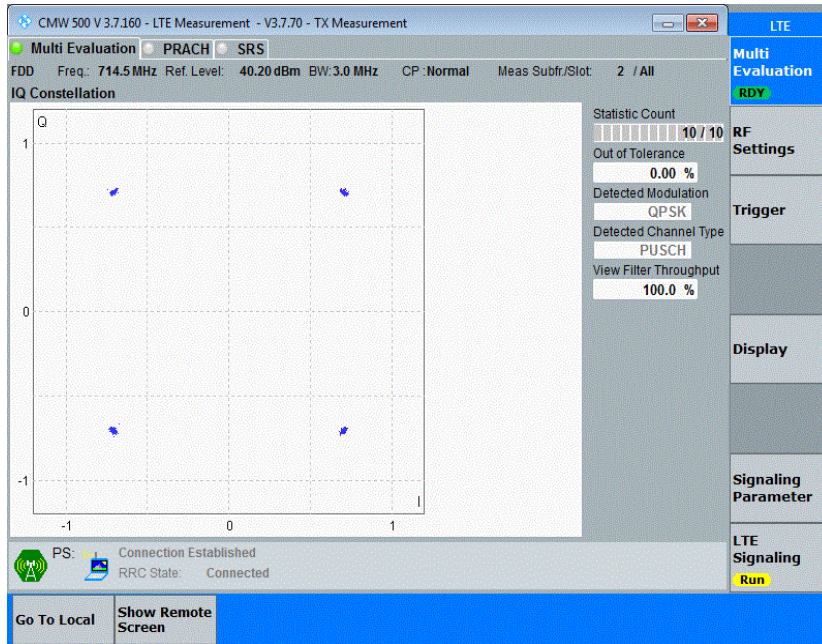 CMW 500 V 3.7.160 - LTE Measurement - V3.7.70 - TX Measurement
LTE
Multi Evaluation PRACH SRS
FDD Freq.: 714.5 MHz Ref. Level: 40.20 dBm BW: 3.0 MHz CP : Normal Meas Subfr./Slot: 2 / All
IQ Constellation
Q
1
0
-1
-1 0 1
I
Statistic Count
10 / 10
Out of Tolerance
0.00 %
Detected Modulation
QPSK
Detected Channel Type
PUSCH
View Filter Throughput
100.0 %
Multi
Evaluation
RDY
RF
Settings
Trigger
Display
Signaling
Parameter
LTE
Signaling
Run
PS: Connection Established
RRC State: Connected
Go To Local
Show Remote
Screen